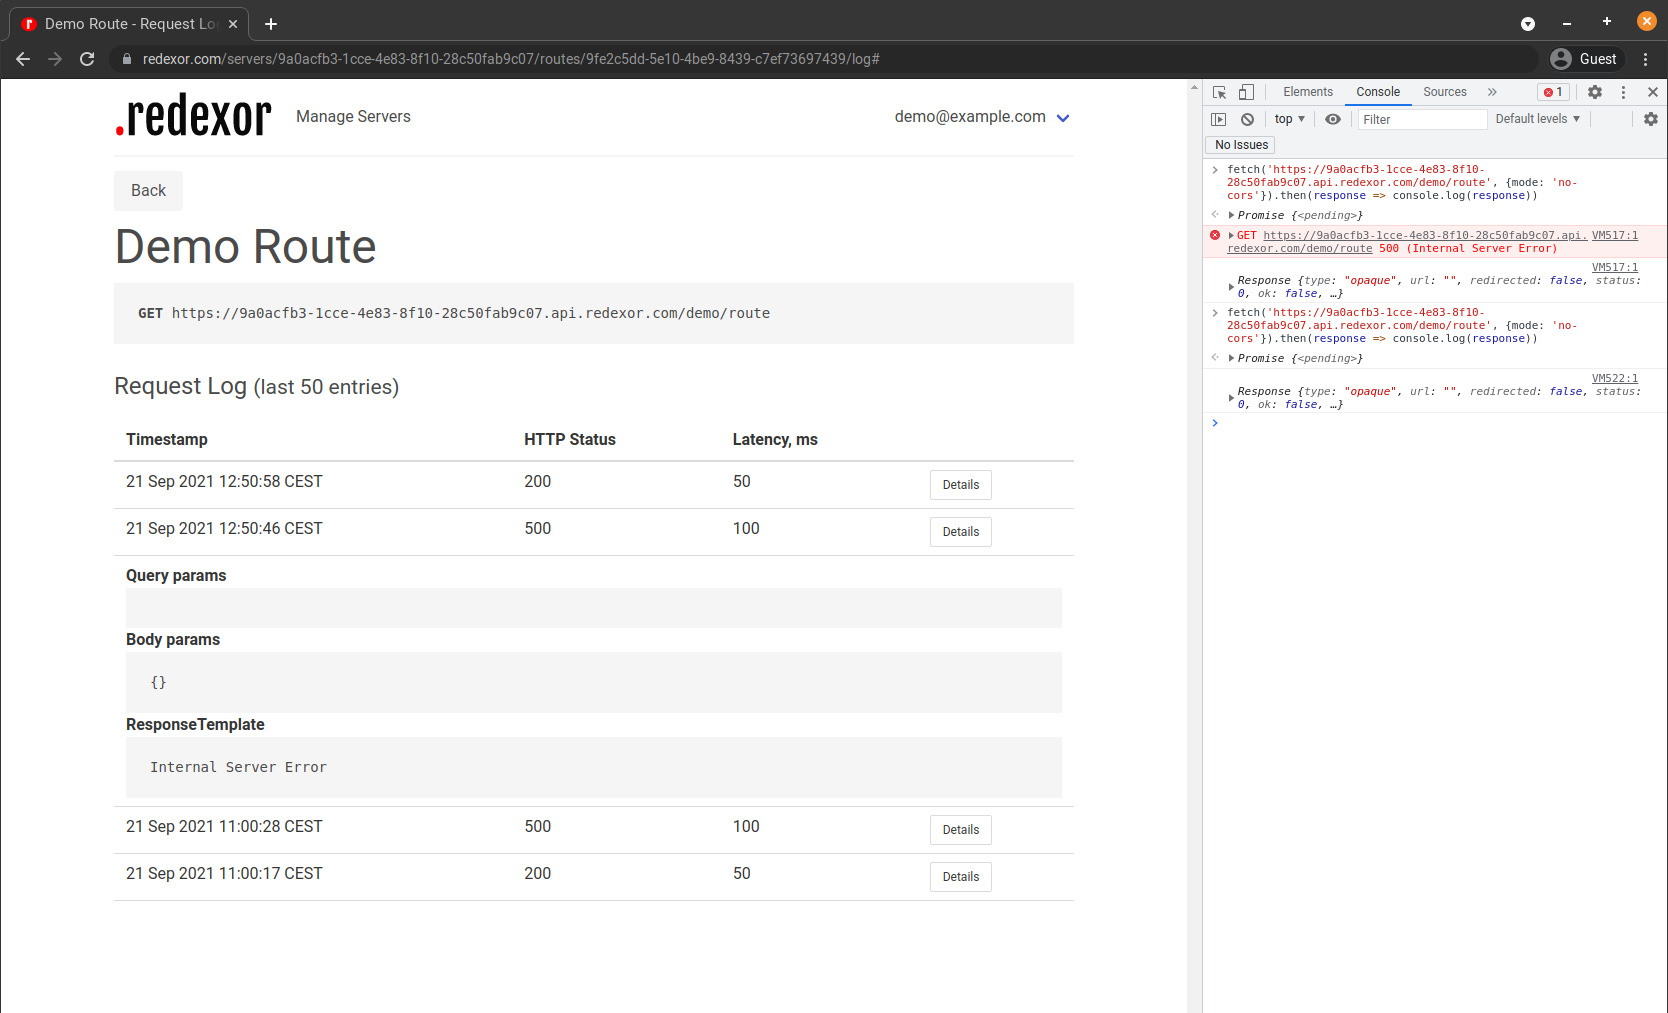 Demo Route - Request Lo
redexor.com/servers/9a0acfb3-1cce-4e83-8f10-28c50fab9c07/routes/9fe2c5dd-5e10-4be9-8439-c7ef73697439/log#
Guest
.redexor
Manage Servers
demo@example.com
Back
Demo Route
GET https://9a0acfb3-1cce-4e83-8f10-28c50fab9c07.api.redexor.com/demo/route
Request Log (last 50 entries)
Timestamp HTTP Status Latency, ms
21 Sep 2021 12:50:58 CEST 200 50 Details
21 Sep 2021 12:50:46 CEST 500 100 Details
Query params
Body params
{}
ResponseTemplate
Internal Server Error
21 Sep 2021 11:00:28 CEST 500 100 Details
21 Sep 2021 11:00:17 CEST 200 50 Details
Elements Console Sources » 1
top Filter Default levels
No Issues
fetch('https://9a0acfb3-1cce-4e83-8f10-
28c50fab9c07.api.redexor.com/demo/route', {mode: 'no-
cors'}).then(response => console.log(response))
Promise {<pending>}
GET https://9a0acfb3-1cce-4e83-8f10-28c50fab9c07.api. VM517:1
redexor.com/demo/route 500 (Internal Server Error)
VM517:1
Response {type: "opaque", url: "", redirected: false, status:
0, ok: false, …}
fetch('https://9a0acfb3-1cce-4e83-8f10-
28c50fab9c07.api.redexor.com/demo/route', {mode: 'no-
cors'}).then(response => console.log(response))
Promise {<pending>}
VM522:1
Response {type: "opaque", url: "", redirected: false, status:
0, ok: false, …}